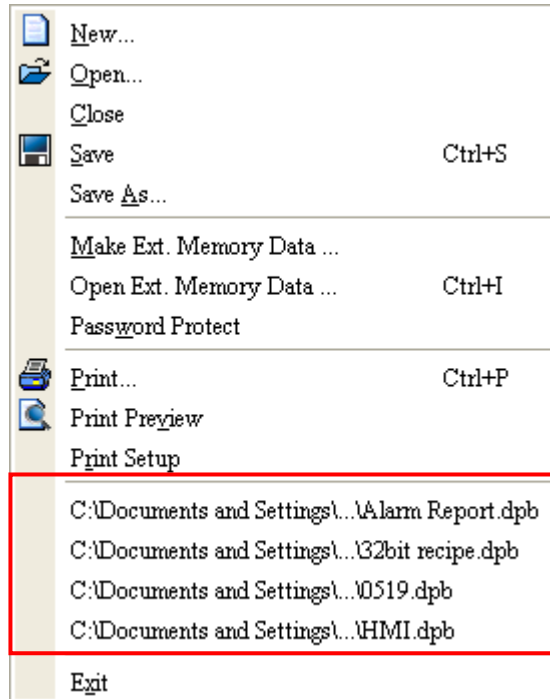 New...
Open...
Close
Save Ctrl+S
Save As...
Make Ext. Memory Data ...
Open Ext. Memory Data ... Ctrl+I
Password Protect
Print... Ctrl+P
Print Preview
Print Setup
C:\Documents and Settings\...\Alarm Report.dpb
C:\Documents and Settings\...\32bit recipe.dpb
C:\Documents and Settings\...\0519.dpb
C:\Documents and Settings\...\HMI.dpb
Exit